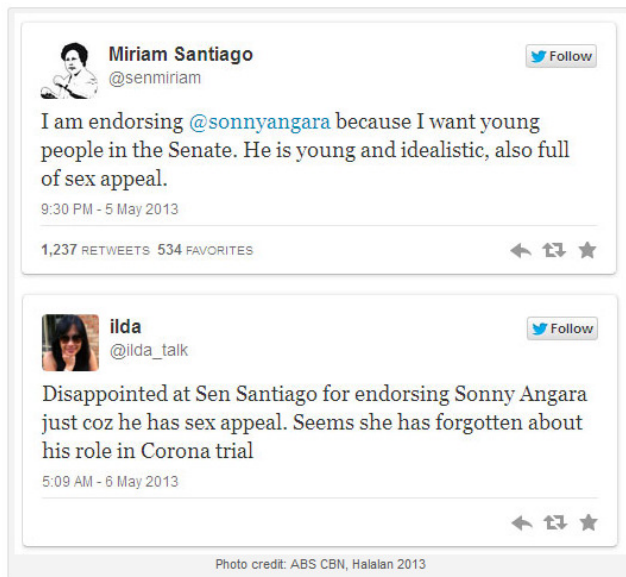 Miriam Santiago
Follow
@senmiriam
I am endorsing @sonnyangara because I want young
people in the Senate. He is young and idealistic, also full
of sex appeal.
9:30 PM - 5 May 2013
1,237 RETWEETS 534 FAVORITES
ilda
Follow
@ilda_talk
Disappointed at Sen Santiago for endorsing Sonny Angara
just coz he has sex appeal. Seems she has forgotten about
his role in Corona trial
5:09 AM - 6 May 2013
Photo credit: ABS CBN, Halalan 2013